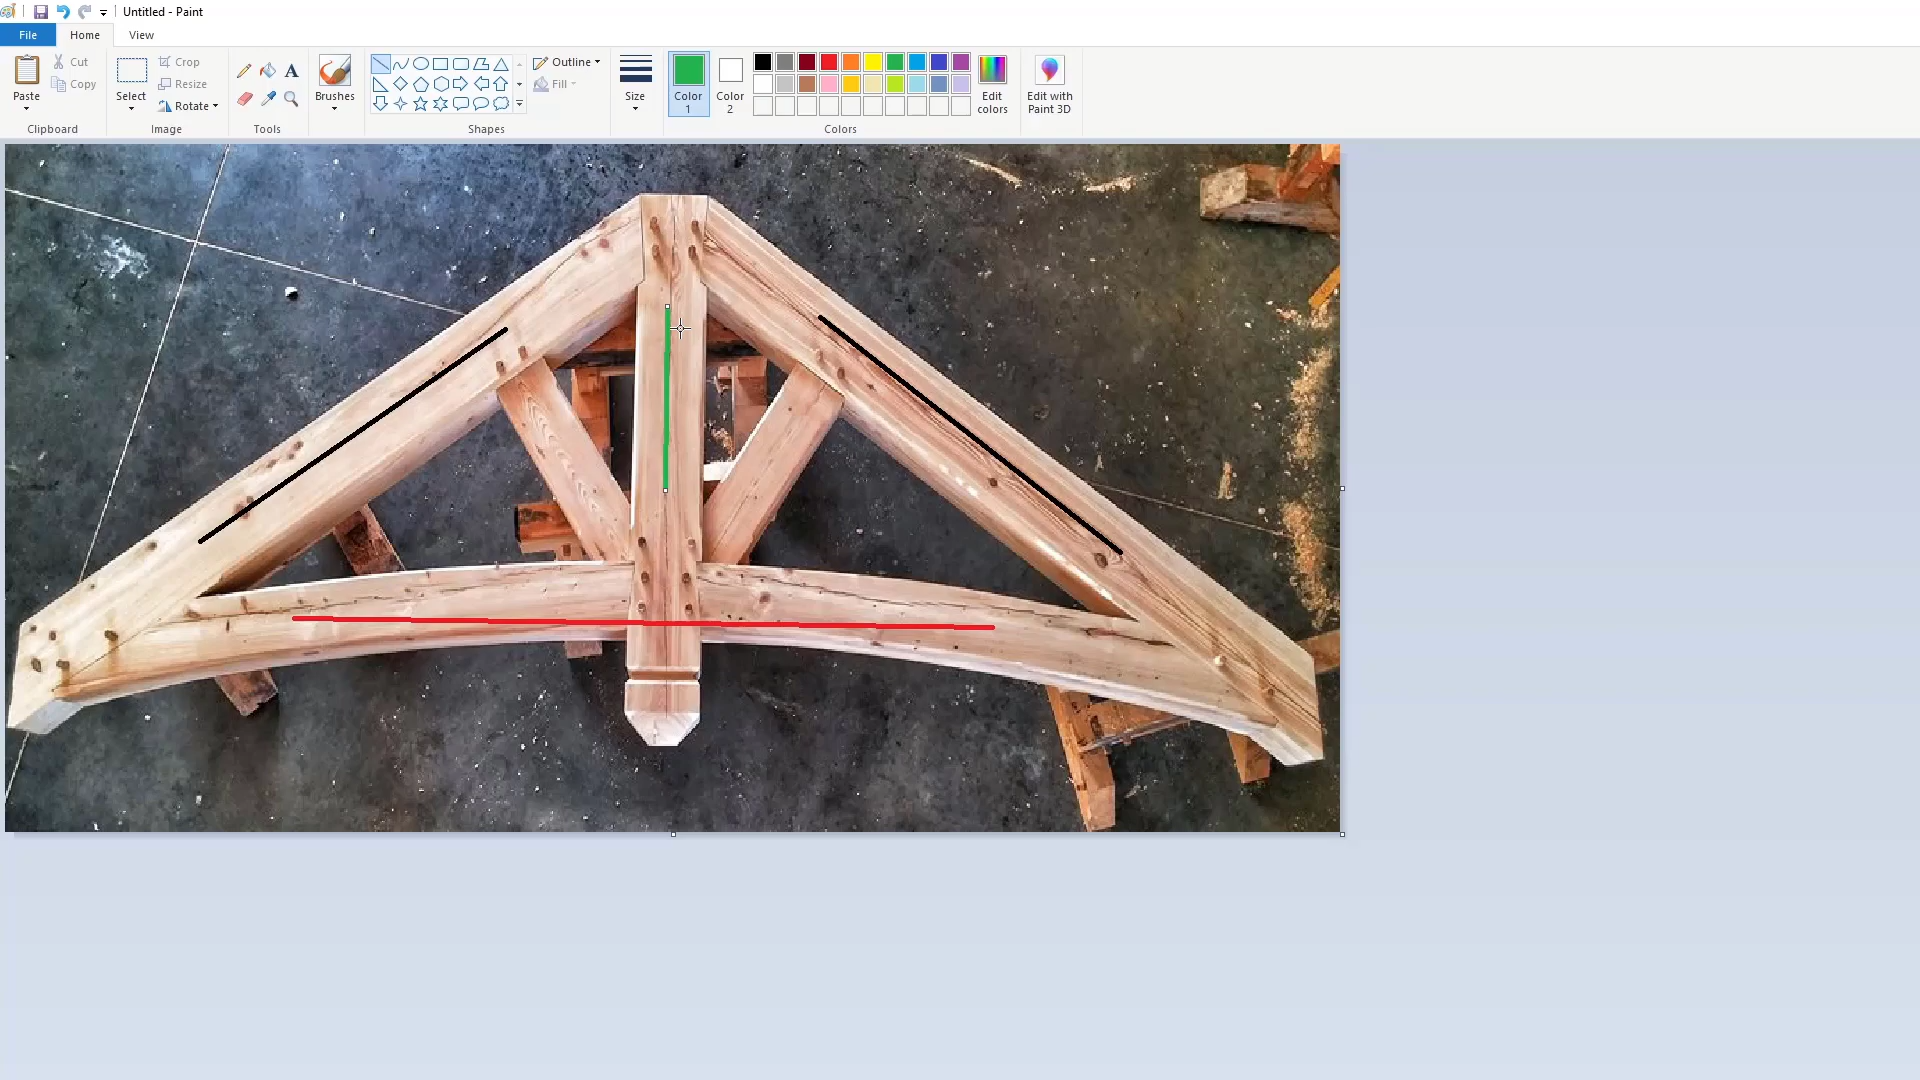 Untitled - Paint
File Home View
Paste
Cut
Copy
Clipboard
Select
Crop
Resize
Rotate
Image
A
Tools
Brushes
Outline
Fill
Shapes
Size
Color 1
Color 2
Edit colors
Colors
Edit with Paint 3D